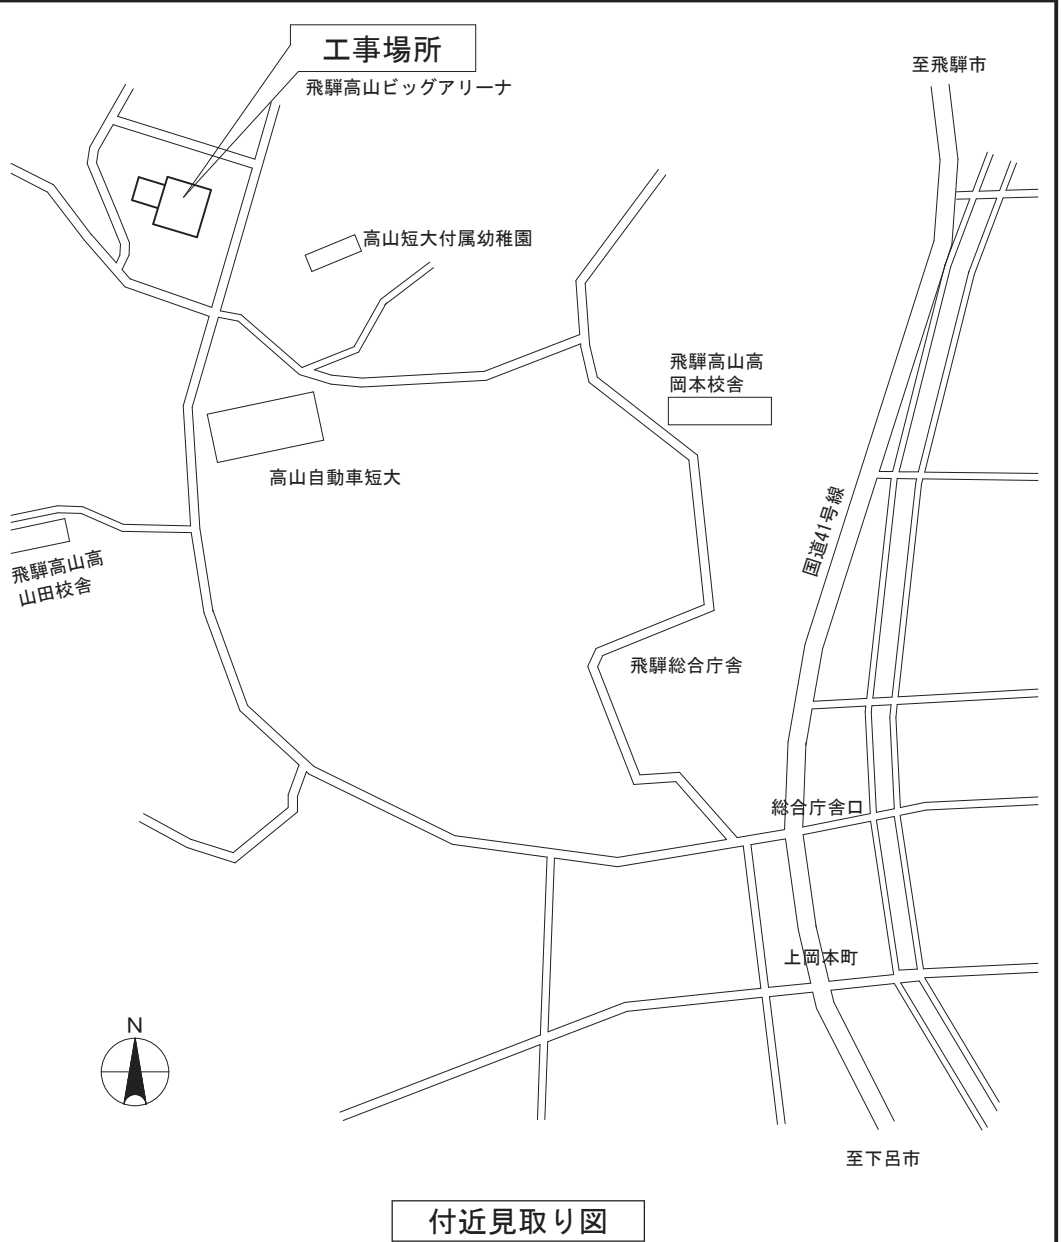 工事場所
飛騨高山ビッグアリーナ
至飛騨市
高山短大付属幼稚園
飛騨高山高
岡本校舎
高山自動車短大
国道41号線
飛騨高山高
山田校舎
飛騨総合庁舎
総合庁舎口
上岡本町
N
至下呂市
付近見取り図